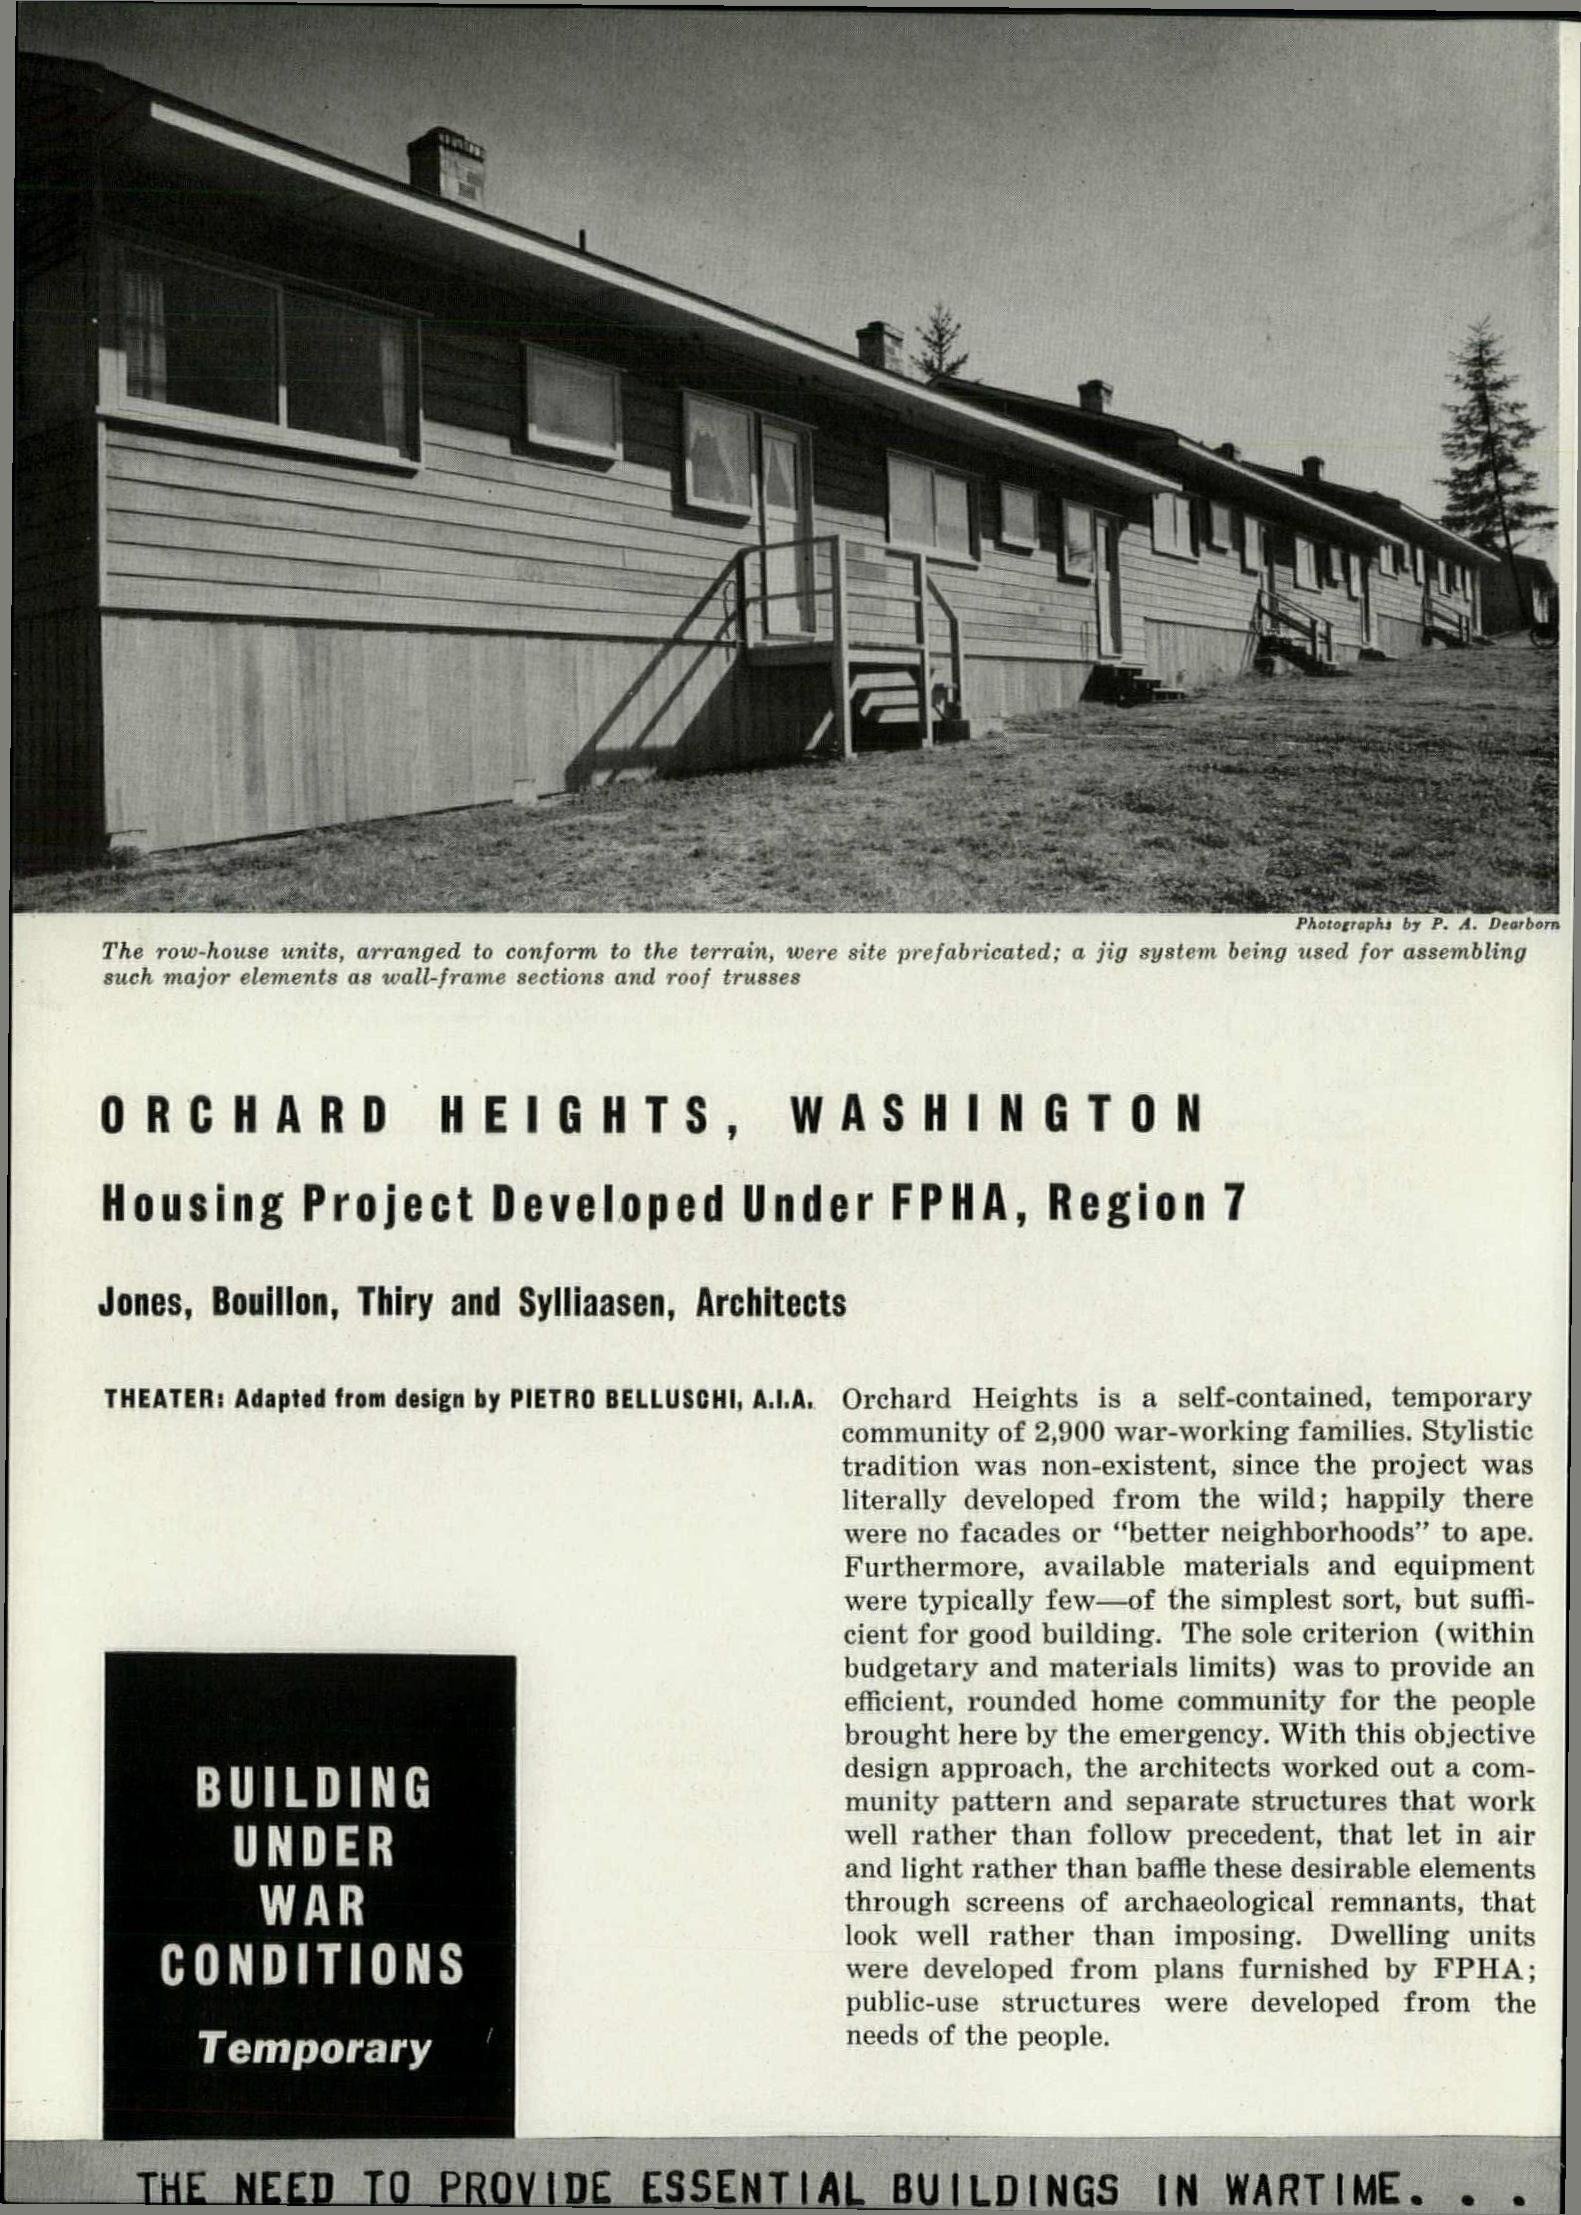 Photographs by P. A. Dearborn
The row-house units, arranged to conform to the terrain, were site prefabricated; a jig system being used for assembling
such major elements as wall-frame sections and roof trusses
ORCHARD HEIGHTS, WASHINGTON
Housing Project Developed Under FPHA, Region 7
Jones, Bouillon, Thiry and Sylliaasen, Architects
THEATER: Adapted from design by PIETRO BELLUSCHI, A.I.A.
Orchard Heights is a self-contained, temporary
community of 2,900 war-working families. Stylistic
tradition was non-existent, since the project was
literally developed from the wild; happily there
were no facades or “better neighborhoods” to ape.
Furthermore, available materials and equipment
were typically few—of the simplest sort, but suffi-
cient for good building. The sole criterion (within
budgetary and materials limits) was to provide an
efficient, rounded home community for the people
brought here by the emergency. With this objective
design approach, the architects worked out a com-
munity pattern and separate structures that work
well rather than follow precedent, that let in air
and light rather than baffle these desirable elements
through screens of archaeological remnants, that
look well rather than imposing. Dwelling units
were developed from plans furnished by FPHA;
public-use structures were developed from the
needs of the people.
BUILDING
UNDER
WAR
CONDITIONS
Temporary
THE NEED TO PROVIDE ESSENTIAL BUILDINGS IN WARTIME. . .